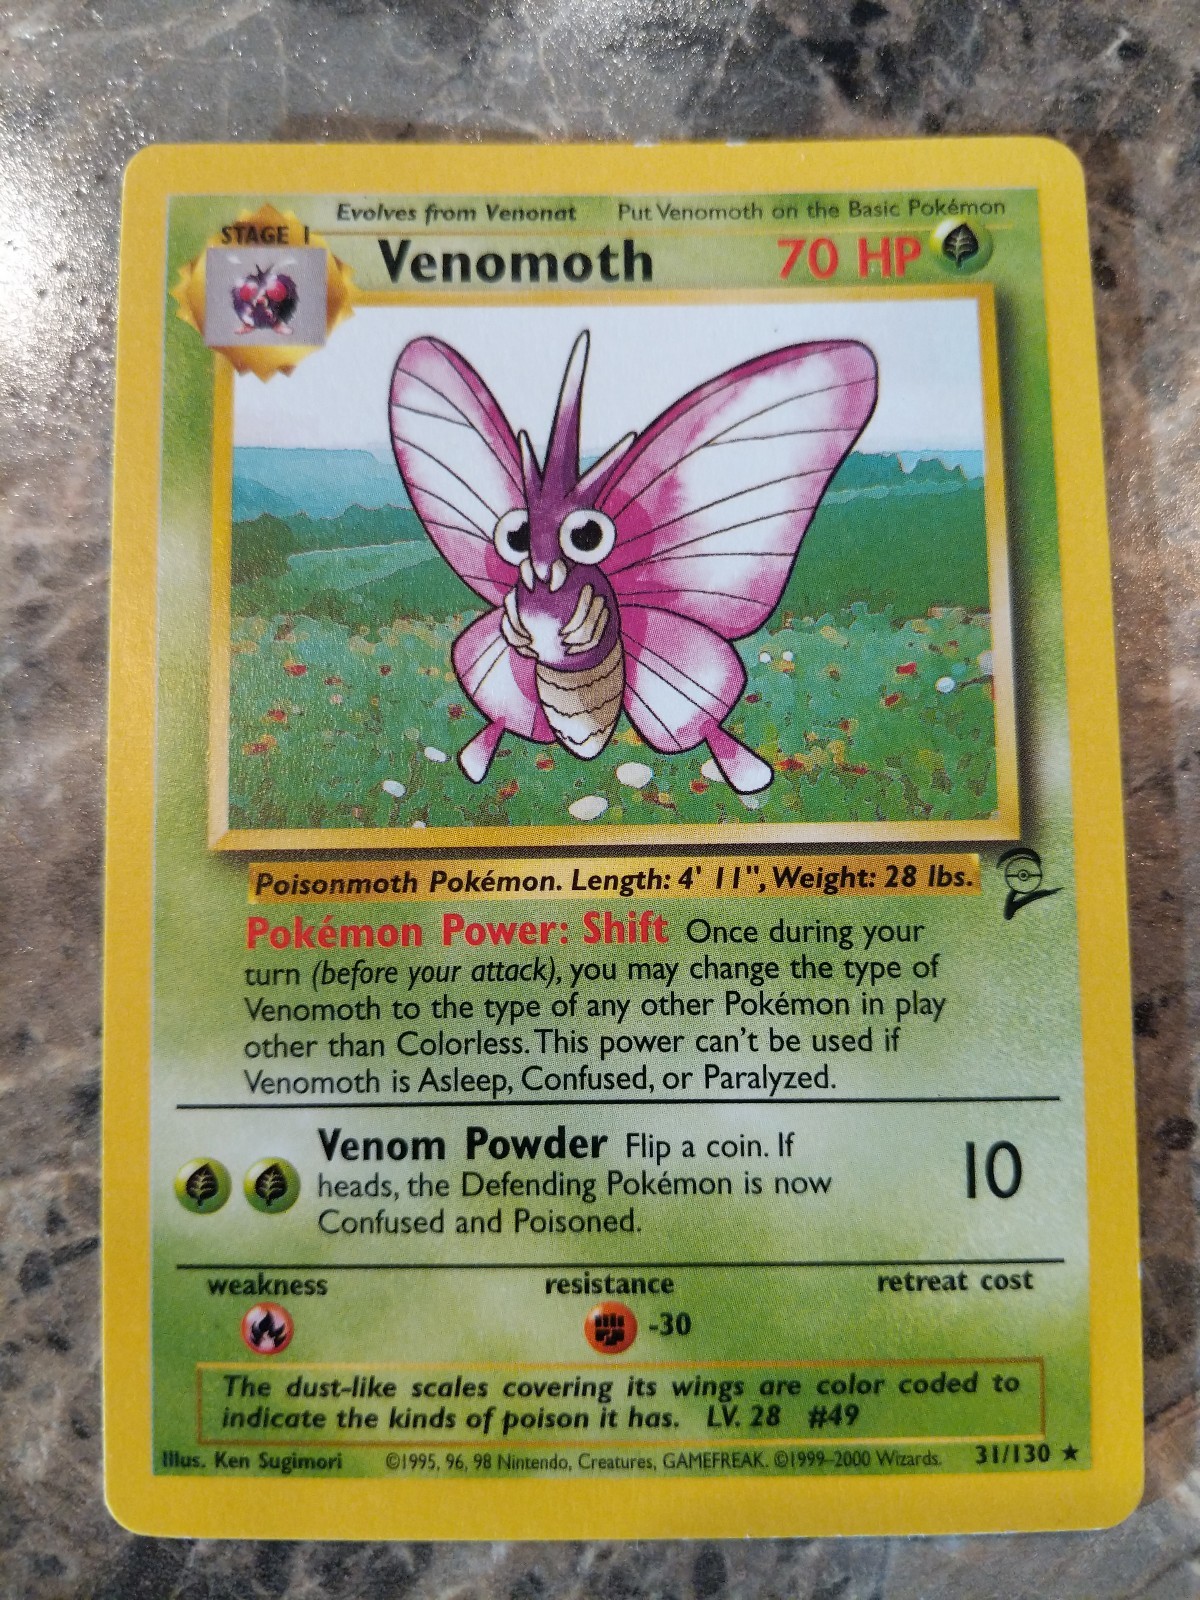 Evolves from Venonat Put Venomoth on the Basic Pokémon
STAGE 1
Venomoth 70 HP
Poisonmoth Pokémon. Length: 4' 11", Weight: 28 lbs.
Pokémon Power: Shift Once during your
turn (before your attack), you may change the type of
Venomoth to the type of any other Pokémon in play
other than Colorless. This power can't be used if
Venomoth is Asleep, Confused, or Paralyzed.
Venom Powder Flip a coin. If
heads, the Defending Pokémon is now
Confused and Poisoned.
10
weakness resistance retreat cost
-30
The dust-like scales covering its wings are color coded to
indicate the kinds of poison it has. LV. 28 #49
Illus. Ken Sugimori ©1995, 96, 98 Nintendo, Creatures, GAMEFREAK. ©1999–2000 Wizards. 31/130 ★